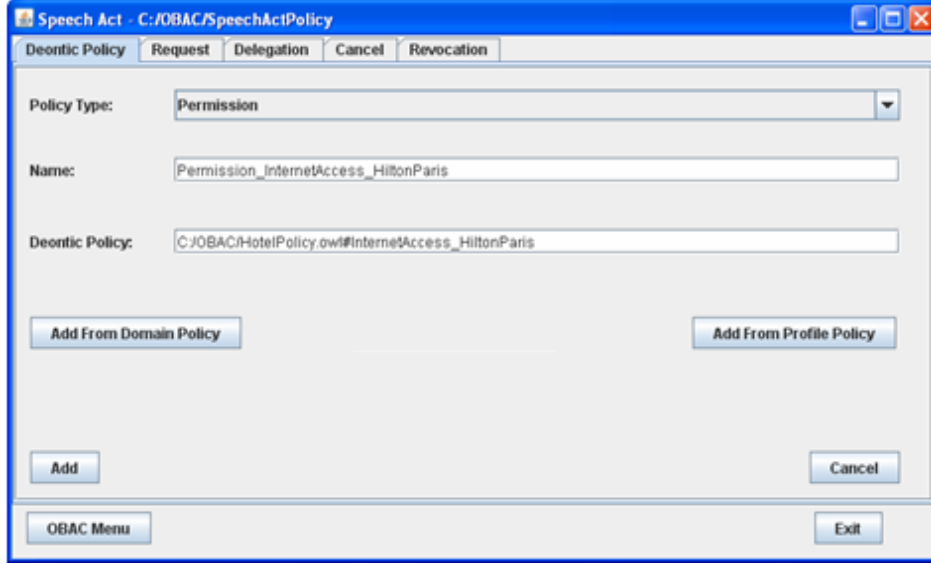 Speech Act - C:/OBAC/SpeechActPolicy
Deontic Policy Request Delegation Cancel Revocation
Policy Type: Permission
Name: Permission_InternetAccess_HiltonParis
Deontic Policy: C:/OBAC/HotelPolicy.owl#InternetAccess_HiltonParis
Add From Domain Policy Add From Profile Policy
Add Cancel
OBAC Menu Exit